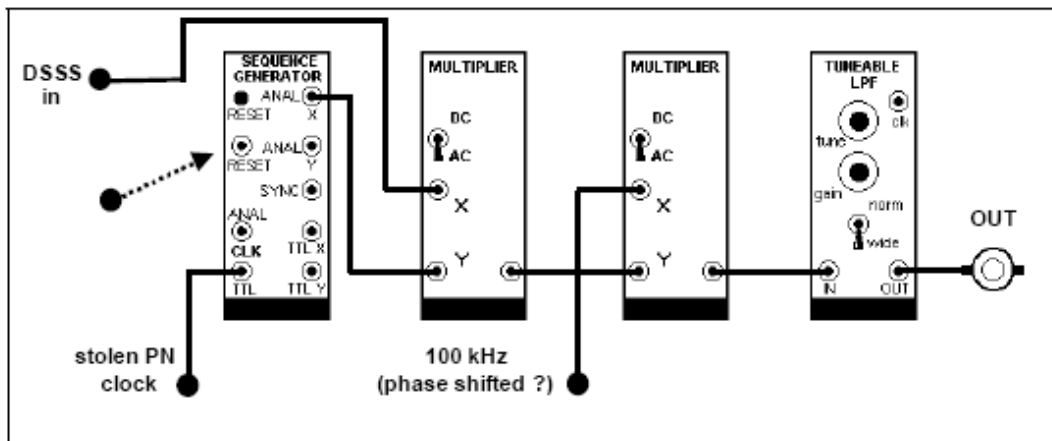 DSSS
in
SEQUENCE
GENERATOR
ANAL
X
RESET
ANAL
Y
RESET
SYNC
ANAL
CLK
TTL X
TTL
TTL Y
stolen PN
clock
MULTIPLIER
DC
AC
X
Y
100 kHz
(phase shifted ?)
MULTIPLIER
DC
AC
X
Y
TUNEABLE
LPF
clk
tune
gain
norm
wide
IN
OUT
OUT